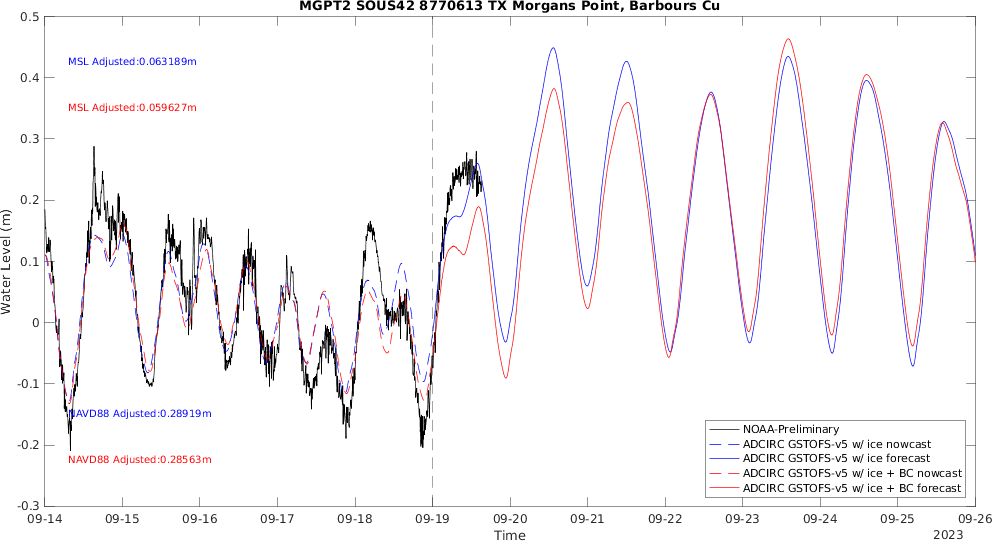 MGPT2 SOUS42 8770613 TX Morgans Point, Barbours Cu
0.5
0.4
0.3
0.2
0.1
0
-0.1
-0.2
-0.3
Water Level (m)
MSL Adjusted:0.063189m
MSL Adjusted:0.059627m
NAVD88 Adjusted:0.28919m
NAVD88 Adjusted:0.28563m
NOAA-Preliminary
ADCIRC GSTOFS-v5 w/ ice nowcast
ADCIRC GSTOFS-v5 w/ ice forecast
ADCIRC GSTOFS-v5 w/ ice + BC nowcast
ADCIRC GSTOFS-v5 w/ ice + BC forecast
09-14 09-15 09-16 09-17 09-18 09-19 09-20 09-21 09-22 09-23 09-24 09-25 09-26
Time
2023